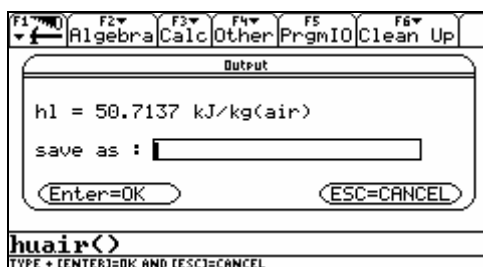 F1 F2 F3 F4 F5 F6
Algebra Calc Other PrgmIO Clean Up
Output
hl = 50.7137 kJ/kg(air)
save as :
Enter=OK ESC=CANCEL
huair()
TYPE + [ENTER]=OK AND [ESC]=CANCEL